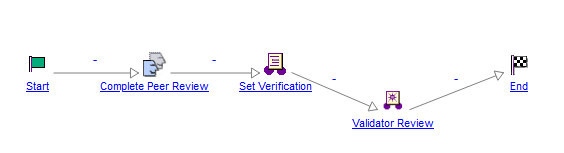 -
-
Start
Complete Peer Review
Set Verification
-
-
End
Validator Review